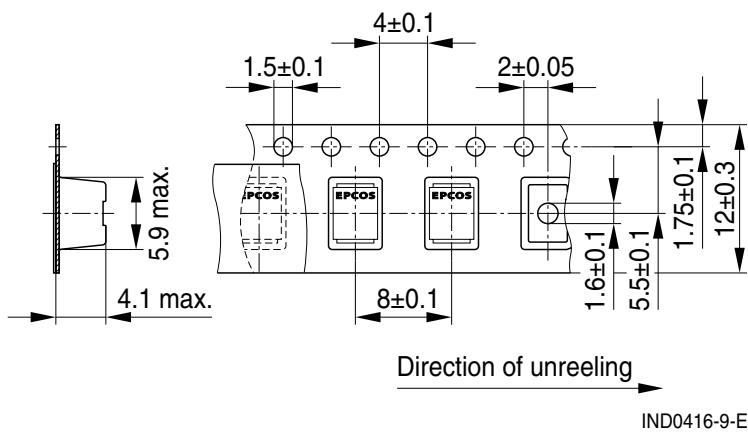 4±0.1
1.5±0.1
2±0.05
EPCOS
EPCOS
EPCOS
5.9 max.
4.1 max.
8±0.1
1.6±0.1
5.5±0.1
1.75±0.1
12±0.3
Direction of unreeling
IND0416-9-E